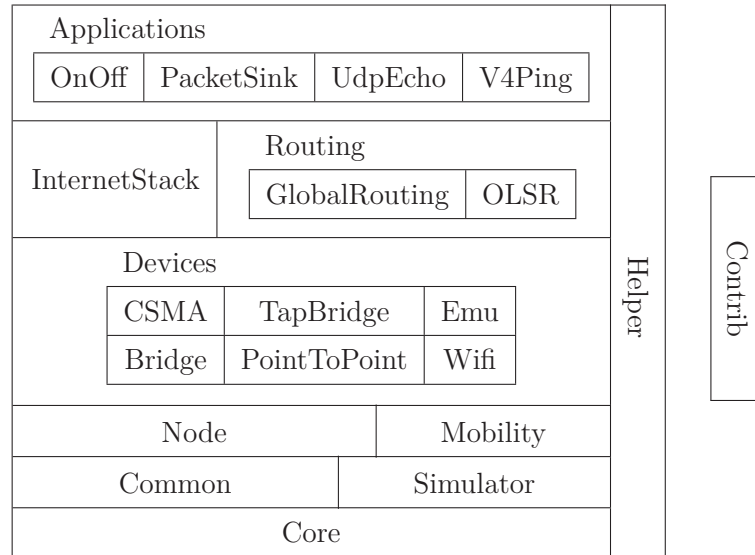 Applications
OnOff PacketSink UdpEcho V4Ping
InternetStack
Routing
GlobalRouting OLSR
Devices
CSMA TapBridge Emu
Bridge PointToPoint Wifi
Node Mobility
Common Simulator
Core
Helper
Contrib